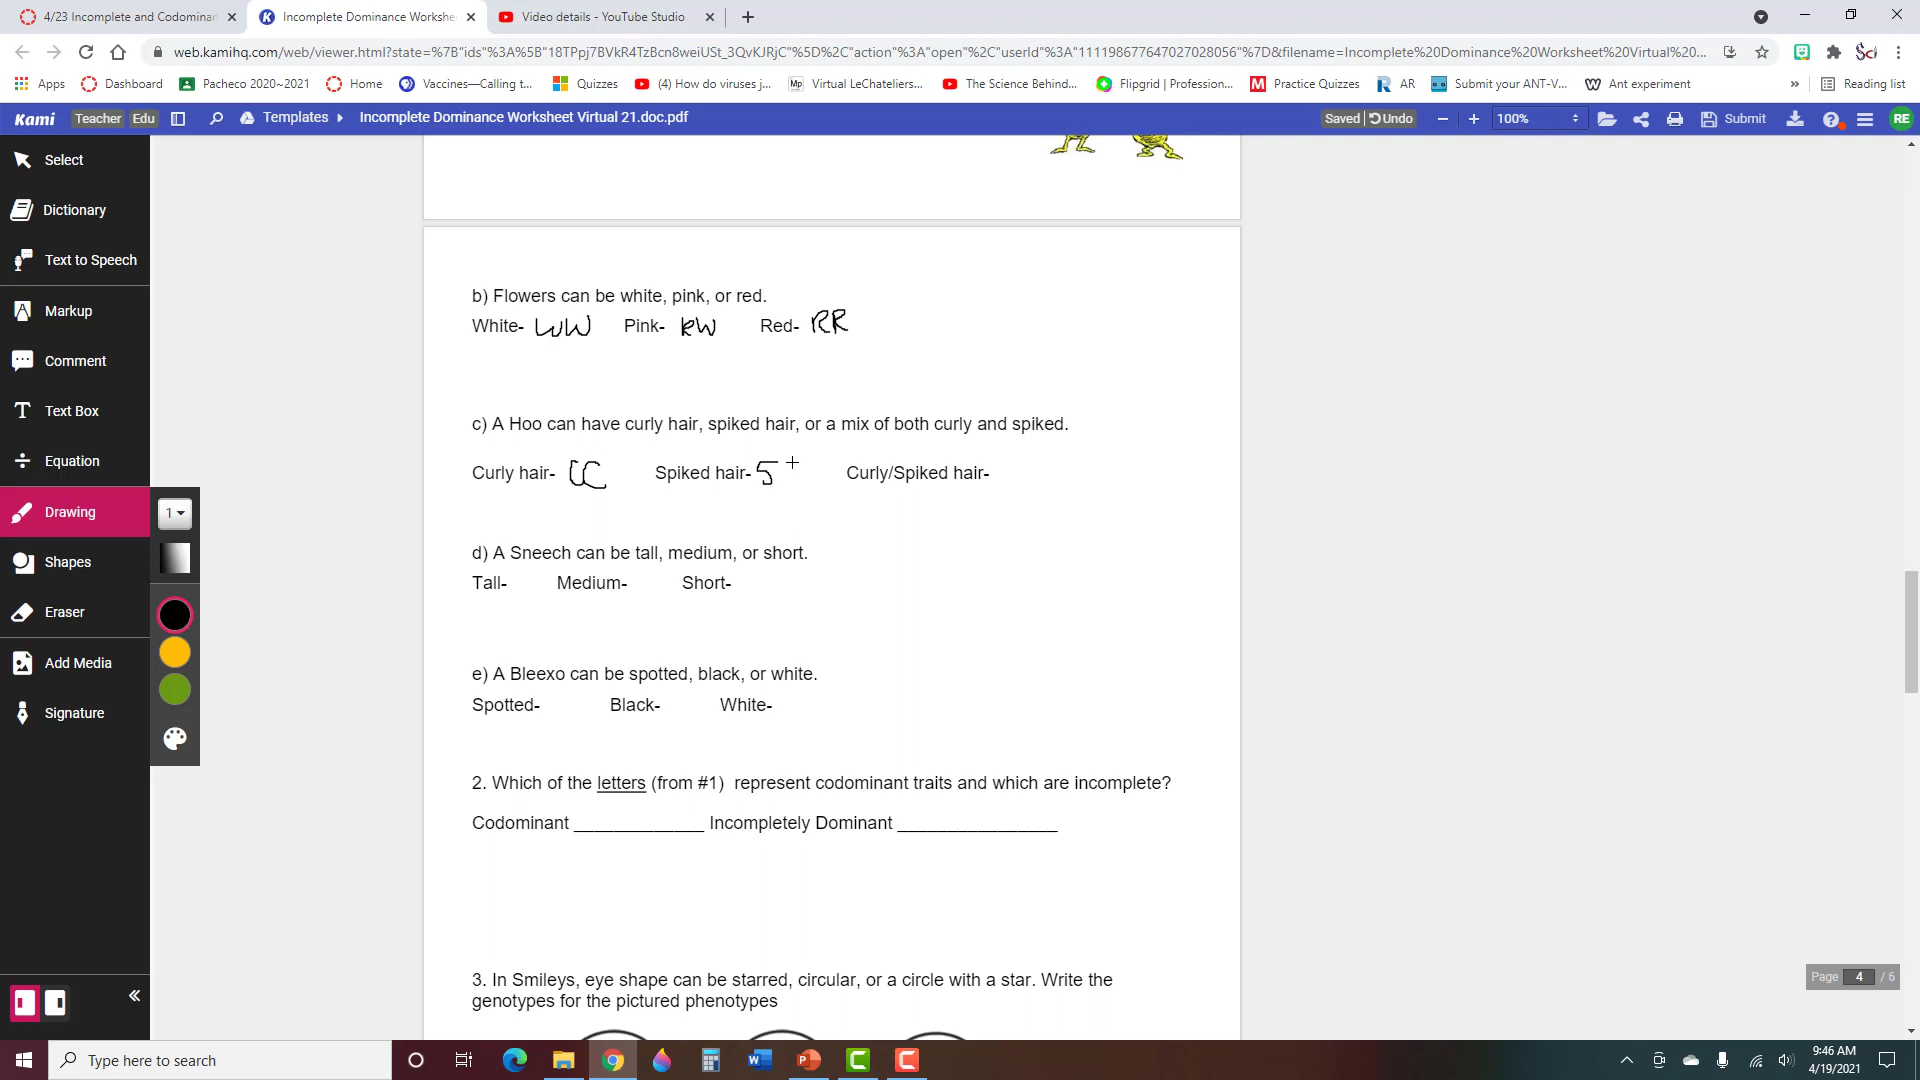 4/23 Incomplete and Codominan
Incomplete Dominance Workshe
Video details - YouTube Studio
web.kamihq.com/web/viewer.html?state=%7B"ids"%3A%5B"18TPpj7BVkR4TzBcn8weiUSt_3QvKJRjC"%5D%2C"action"%3A"open"%2C"userId"%3A"111198677647027028056"%7D&filename=Incomplete%20Dominance%20Worksheet%20Virtual%20...
Apps Dashboard Pacheco 2020~2021 Home Vaccines—Calling t... Quizzes (4) How do viruses j... Mp Virtual LeChateliers... The Science Behind... Flipgrid | Profession... M Practice Quizzes R AR Submit your ANT-V... Ant experiment » Reading list
Kami Teacher Edu Templates Incomplete Dominance Worksheet Virtual 21.doc.pdf Saved Undo 100% Submit RE
Select
Dictionary
Text to Speech
Markup
Comment
Text Box
Equation
Drawing
1
Shapes
Eraser
Add Media
Signature
b) Flowers can be white, pink, or red.
White- WW Pink- RW Red- RR
c) A Hoo can have curly hair, spiked hair, or a mix of both curly and spiked.
Curly hair- CC Spiked hair- S Curly/Spiked hair-
d) A Sneech can be tall, medium, or short.
Tall- Medium- Short-
e) A Bleexo can be spotted, black, or white.
Spotted- Black- White-
2. Which of the letters (from #1) represent codominant traits and which are incomplete?
Codominant _____________ Incompletely Dominant ________________
3. In Smileys, eye shape can be starred, circular, or a circle with a star. Write the
genotypes for the pictured phenotypes
Page 4 / 6
Type here to search
9:46 AM
4/19/2021